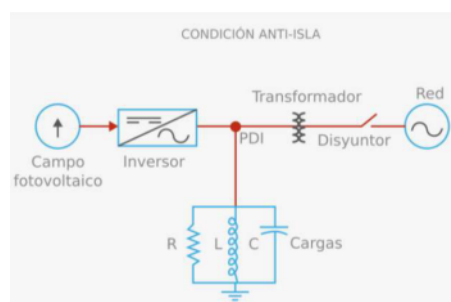 CONDICIÓN ANTI-ISLA
Transformador
Red
PDI
Disyuntor
Campo
fotovoltaico
Inversor
R
L
C
Cargas